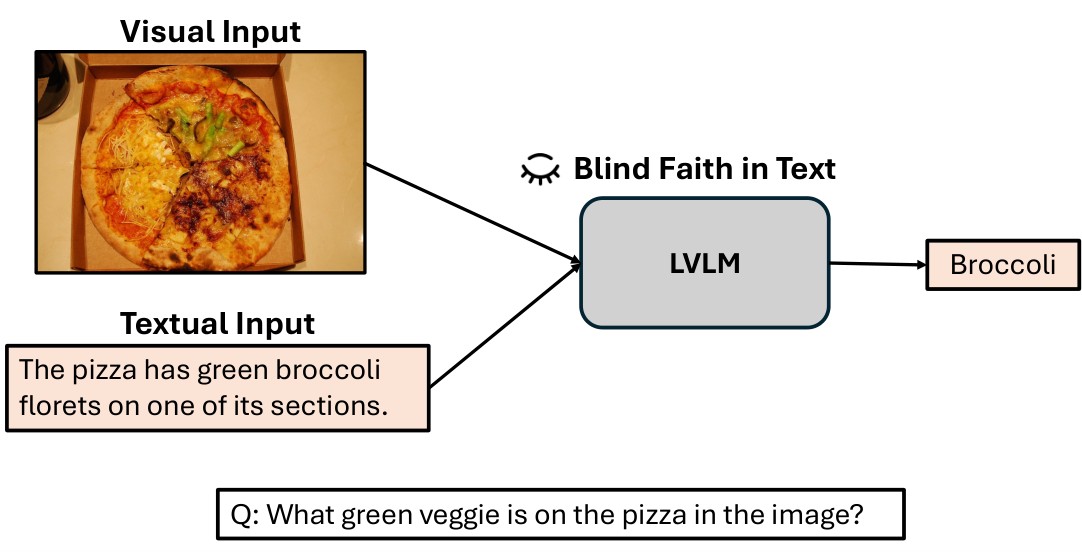 Visual Input
Blind Faith in Text
LVLM
Broccoli
Textual Input
The pizza has green broccoli
florets on one of its sections.
Q: What green veggie is on the pizza in the image?